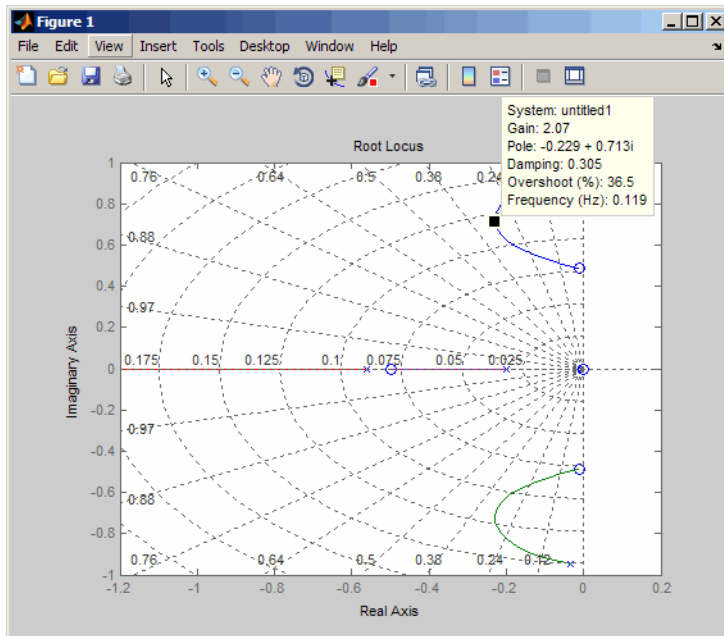 Figure 1
File Edit View Insert Tools Desktop Window Help
System: untitled1
Gain: 2.07
Pole: -0.229 + 0.713i
Damping: 0.305
Overshoot (%): 36.5
Frequency (Hz): 0.119
Root Locus
1
0.76 0.64 0.5 0.38 0.24
0.8
0.88
0.6
0.4
0.97
0.2
0.175 0.15 0.125 0.1 0.075 0.05 0.025
0
-0.2
0.97
-0.4
-0.6
0.88
-0.8
0.76 0.64 0.5 0.38 0.24 0.12
-1
-1.2 -1 -0.8 -0.6 -0.4 -0.2 0 0.2
Imaginary Axis
Real Axis